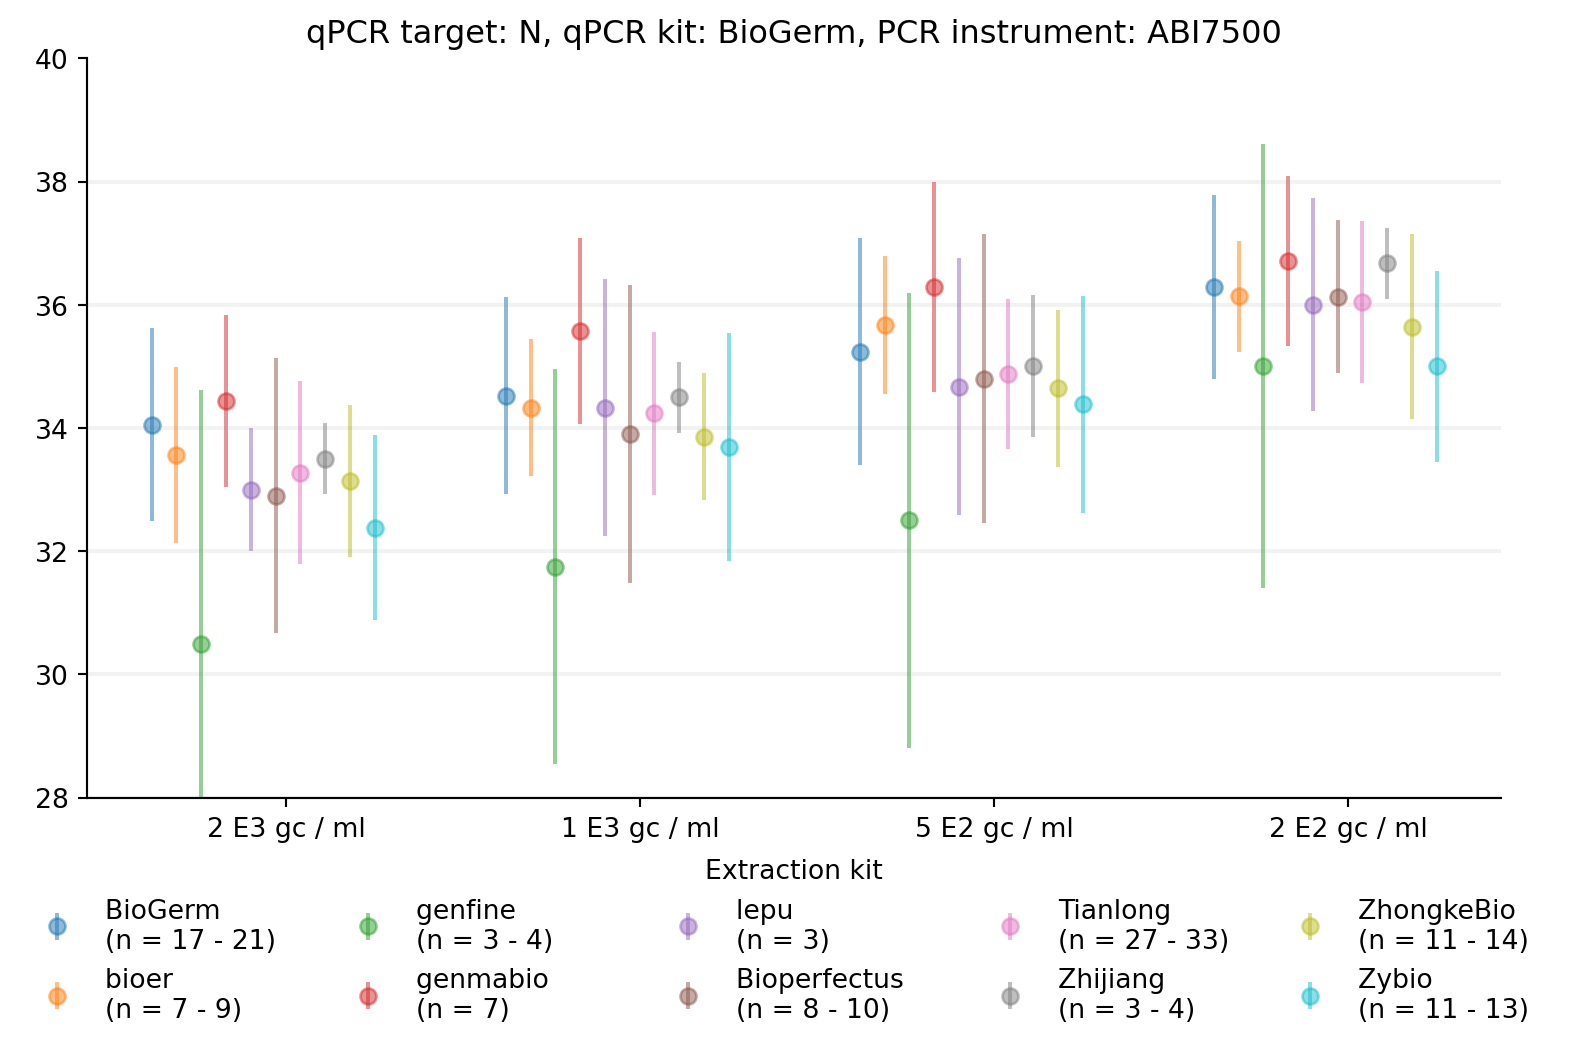 qPCR target: N, qPCR kit: BioGerm, PCR instrument: ABI7500
40
38
36
34
32
30
28
2 E3 gc / ml
1 E3 gc / ml
5 E2 gc / ml
2 E2 gc / ml
Extraction kit
BioGerm
(n = 17 - 21)
bioer
(n = 7 - 9)
genfine
(n = 3 - 4)
genmabio
(n = 7)
lepu
(n = 3)
Bioperfectus
(n = 8 - 10)
Tianlong
(n = 27 - 33)
Zhijiang
(n = 3 - 4)
ZhongkeBio
(n = 11 - 14)
Zybio
(n = 11 - 13)